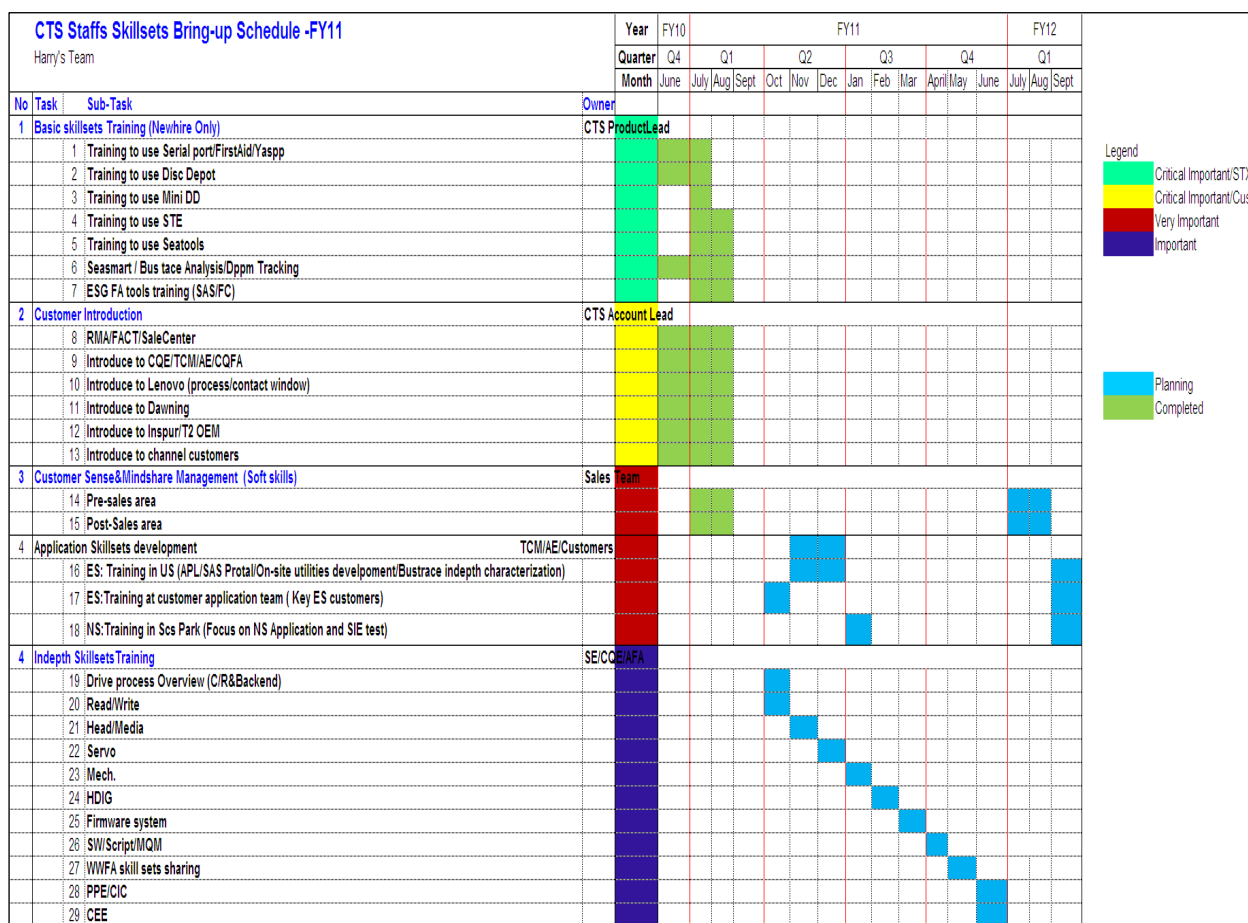 CTS Staffs Skillsets Bring-up Schedule -FY11 Year FY10 FY11 FY12
Harry's Team Quarter Q4 Q1 Q2 Q3 Q4 Q1
Month June July Aug Sept Oct Nov Dec Jan Feb Mar April May June July Aug Sept
No Task Sub-Task Owner
1 Basic skillsets Training (Newhire Only) CTS ProductLead
1 Training to use Serial port/FirstAid/Yaspp
2 Training to use Disc Depot
3 Training to use Mini DD
4 Training to use STE
5 Training to use Seatools
6 Seasmart / Bus tace Analysis/Dppm Tracking
7 ESG FA tools training (SAS/FC)
2 Customer Introduction CTS Account Lead
8 RMA/FACT/SaleCenter
9 Introduce to CQE/TCM/AE/CQFA
10 Introduce to Lenovo (process/contact window)
11 Introduce to Dawning
12 Introduce to Inspur/T2 OEM
13 Introduce to channel customers
3 Customer Sense&Mindshare Management (Soft skills) Sales Team
14 Pre-sales area
15 Post-Sales area
4 Application Skillsets development TCM/AE/Customers
16 ES: Training in US (APL/SAS Protal/On-site utilities develpoment/Bustrace indepth characterization)
17 ES:Training at customer application team ( Key ES customers)
18 NS:Training in Scs Park (Focus on NS Application and SIE test)
4 Indepth Skillsets Training SE/CQE/AFA
19 Drive process Overview (C/R&Backend)
20 Read/Write
21 Head/Media
22 Servo
23 Mech.
24 HDIG
25 Firmware system
26 SW/Script/MQM
27 WWFA skill sets sharing
28 PPE/CIC
29 CEE
Legend
Critical Important/STX
Critical Important/Cus
Very Important
Important
Planning
Completed